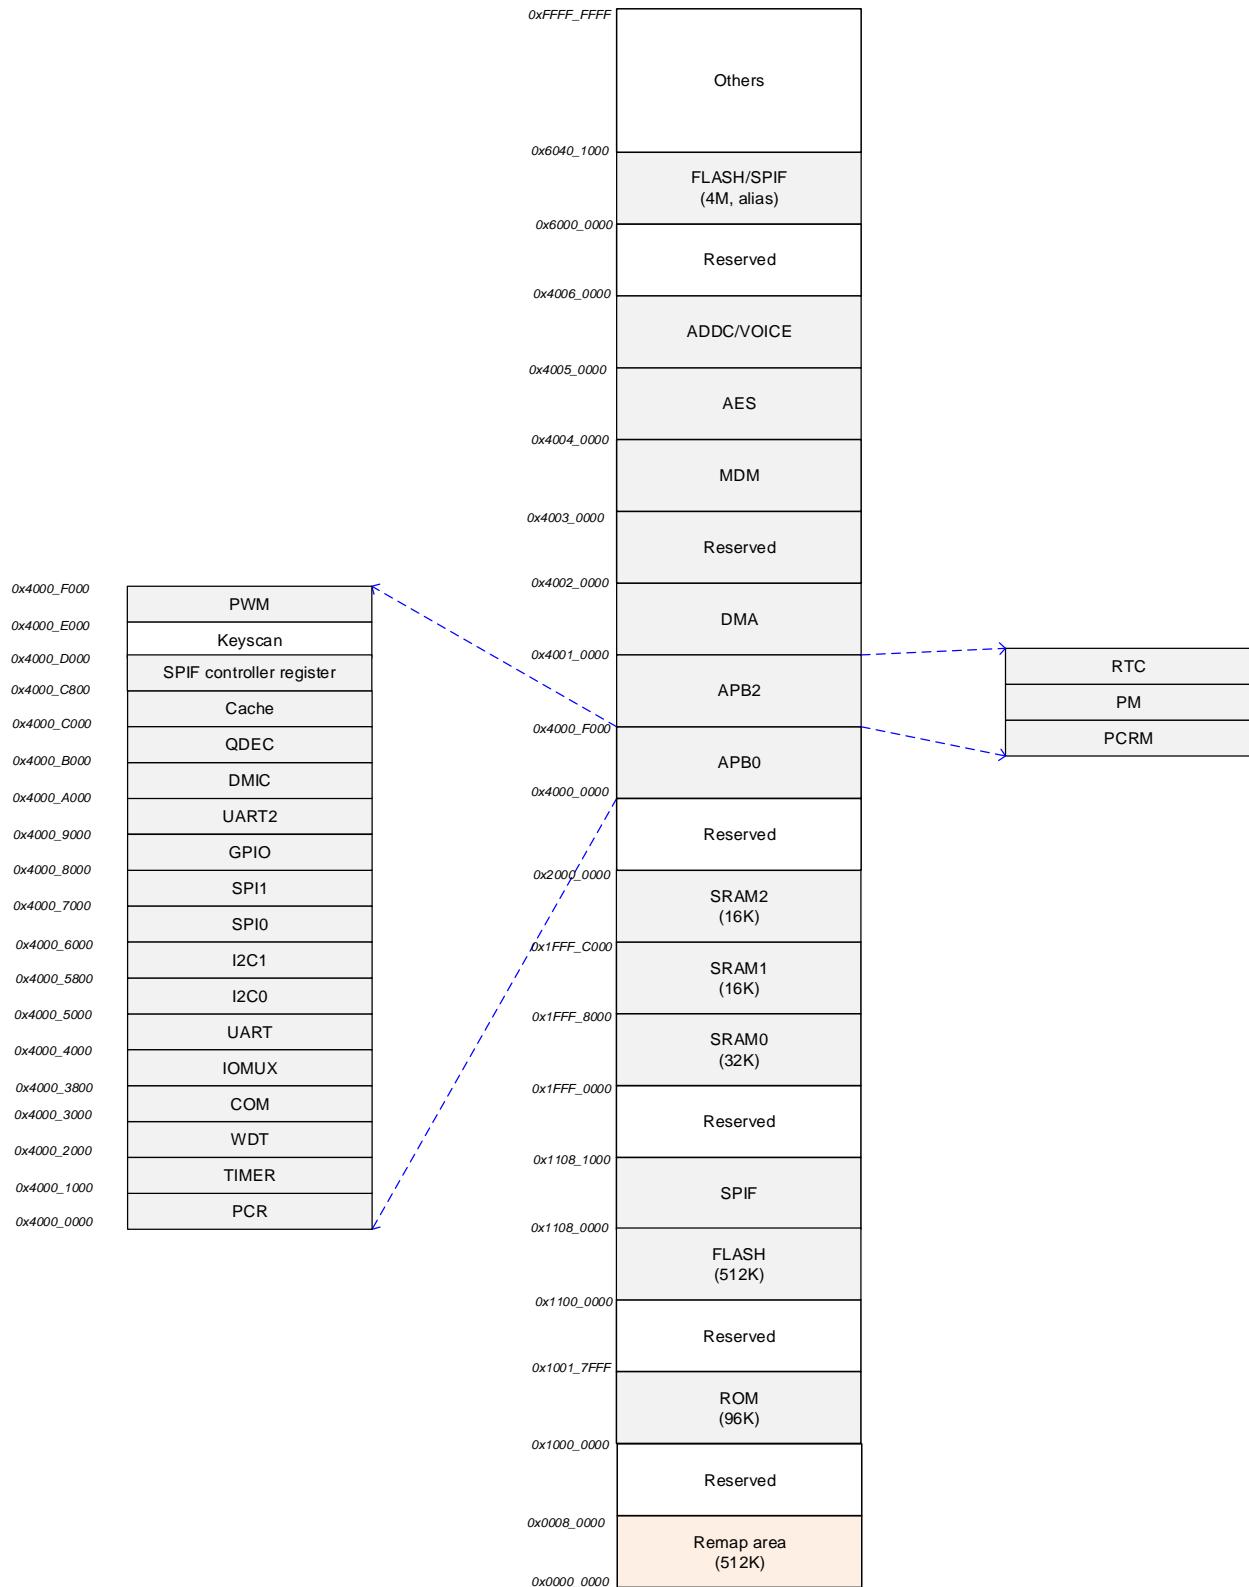 0xFFFF_FFFF
Others
0x6040_1000
FLASH/SPIF
(4M, alias)
0x6000_0000
Reserved
0x4006_0000
ADDC/VOICE
0x4005_0000
AES
0x4004_0000
MDM
0x4003_0000
Reserved
0x4002_0000
DMA
0x4001_0000
APB2
0x4000_F000
APB0
0x4000_0000
Reserved
0x2000_0000
SRAM2
(16K)
0x1FFF_C000
SRAM1
(16K)
0x1FFF_8000
SRAM0
(32K)
0x1FFF_0000
Reserved
0x1108_1000
SPIF
0x1108_0000
FLASH
(512K)
0x1100_0000
Reserved
0x1001_7FFF
ROM
(96K)
0x1000_0000
Reserved
0x0008_0000
Remap area
(512K)
0x0000_0000
0x4000_F000
PWM
0x4000_E000
Keyscan
0x4000_D000
SPIF controller register
0x4000_C800
Cache
0x4000_C000
QDEC
0x4000_B000
DMIC
0x4000_A000
UART2
0x4000_9000
GPIO
0x4000_8000
SPI1
0x4000_7000
SPI0
0x4000_6000
I2C1
0x4000_5800
I2C0
0x4000_5000
UART
0x4000_4000
IOMUX
0x4000_3800
COM
0x4000_3000
WDT
0x4000_2000
TIMER
0x4000_1000
PCR
0x4000_0000
RTC
PM
PCRM